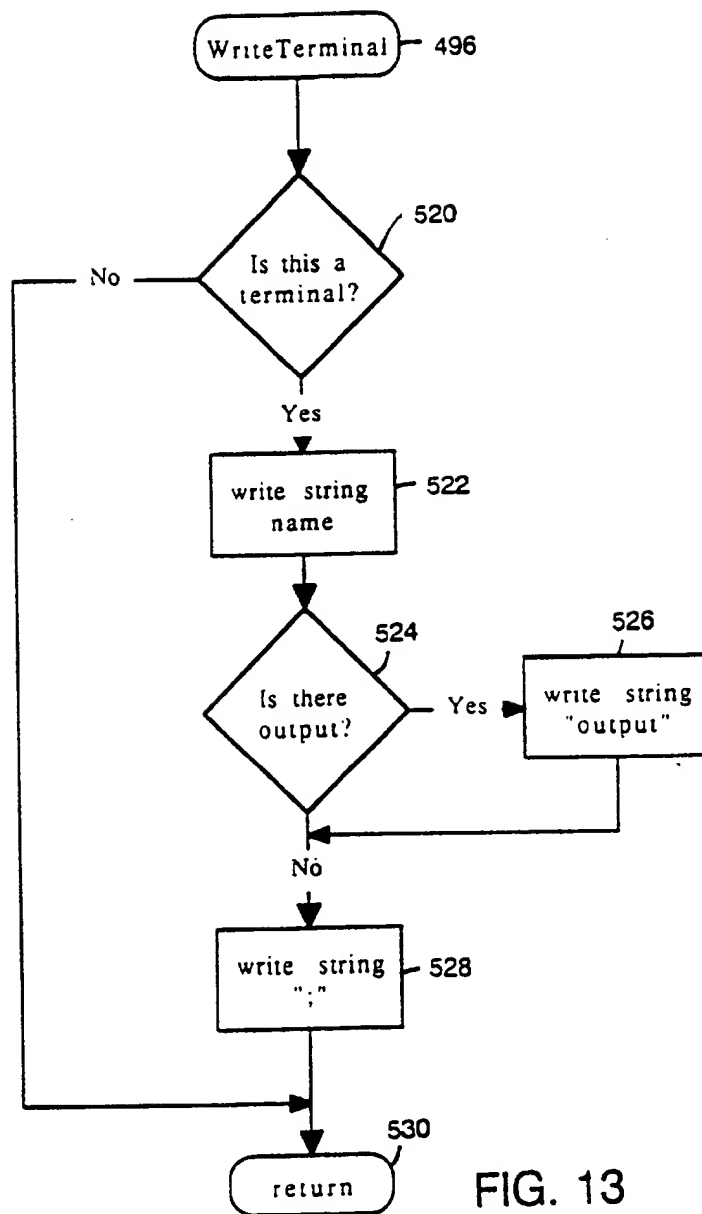 WriteTerminal
496
520
Is this a
terminal?
No
Yes
write string
name
522
524
Is there
output?
Yes
526
write string
"output"
No
write string
";"
528
530
return
FIG. 13